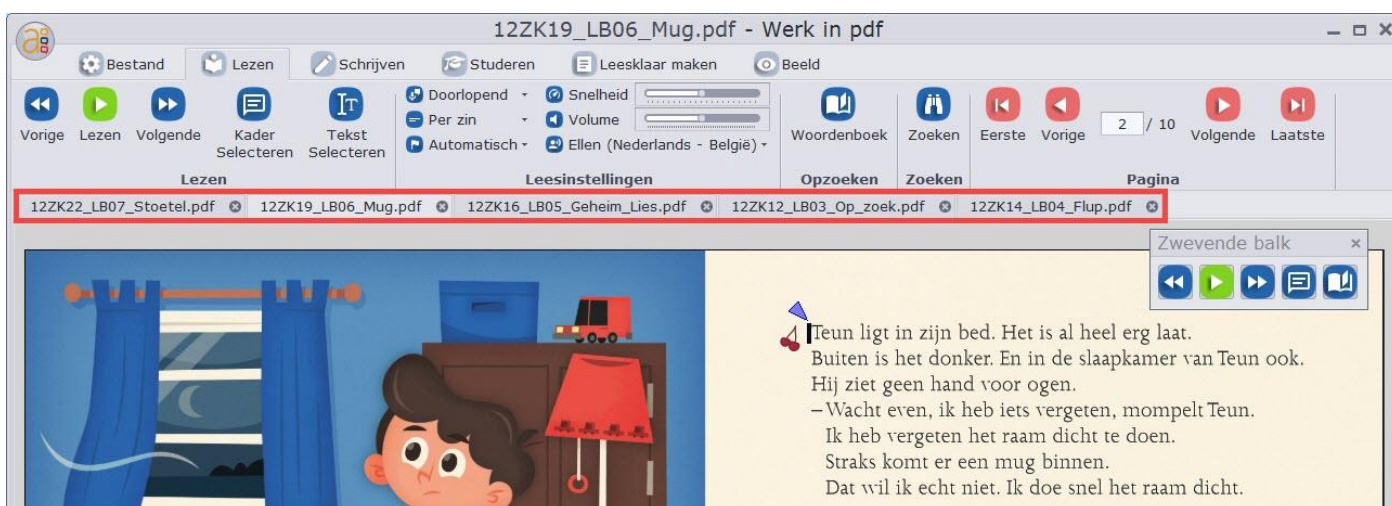 12ZK19_LB06_Mug.pdf - Werk in pdf
Bestand Lezen Schrijven Studeren Leesklaar maken Beeld
Vorige Lezen Volgende Kader Selecteren Tekst Selecteren
Doorlopend Snelheid
Per zin Volume
Automatisch Ellen (Nederlands - België)
Woordenboek Zoeken Eerste Vorige 2 / 10 Volgende Laatste
Lezen Leesinstellingen Opzoeken Zoeken Pagina
12ZK22_LB07_Stoetel.pdf 12ZK19_LB06_Mug.pdf 12ZK16_LB05_Geheim_Lies.pdf 12ZK12_LB03_Op_zoek.pdf 12ZK14_LB04_Flup.pdf
Zwevende balk
Teun ligt in zijn bed. Het is al heel erg laat.
Buiten is het donker. En in de slaapkamer van Teun ook.
Hij ziet geen hand voor ogen.
– Wacht even, ik heb iets vergeten, mompelt Teun.
Ik heb vergeten het raam dicht te doen.
Straks komt er een mug binnen.
Dat wil ik echt niet. Ik doe snel het raam dicht.